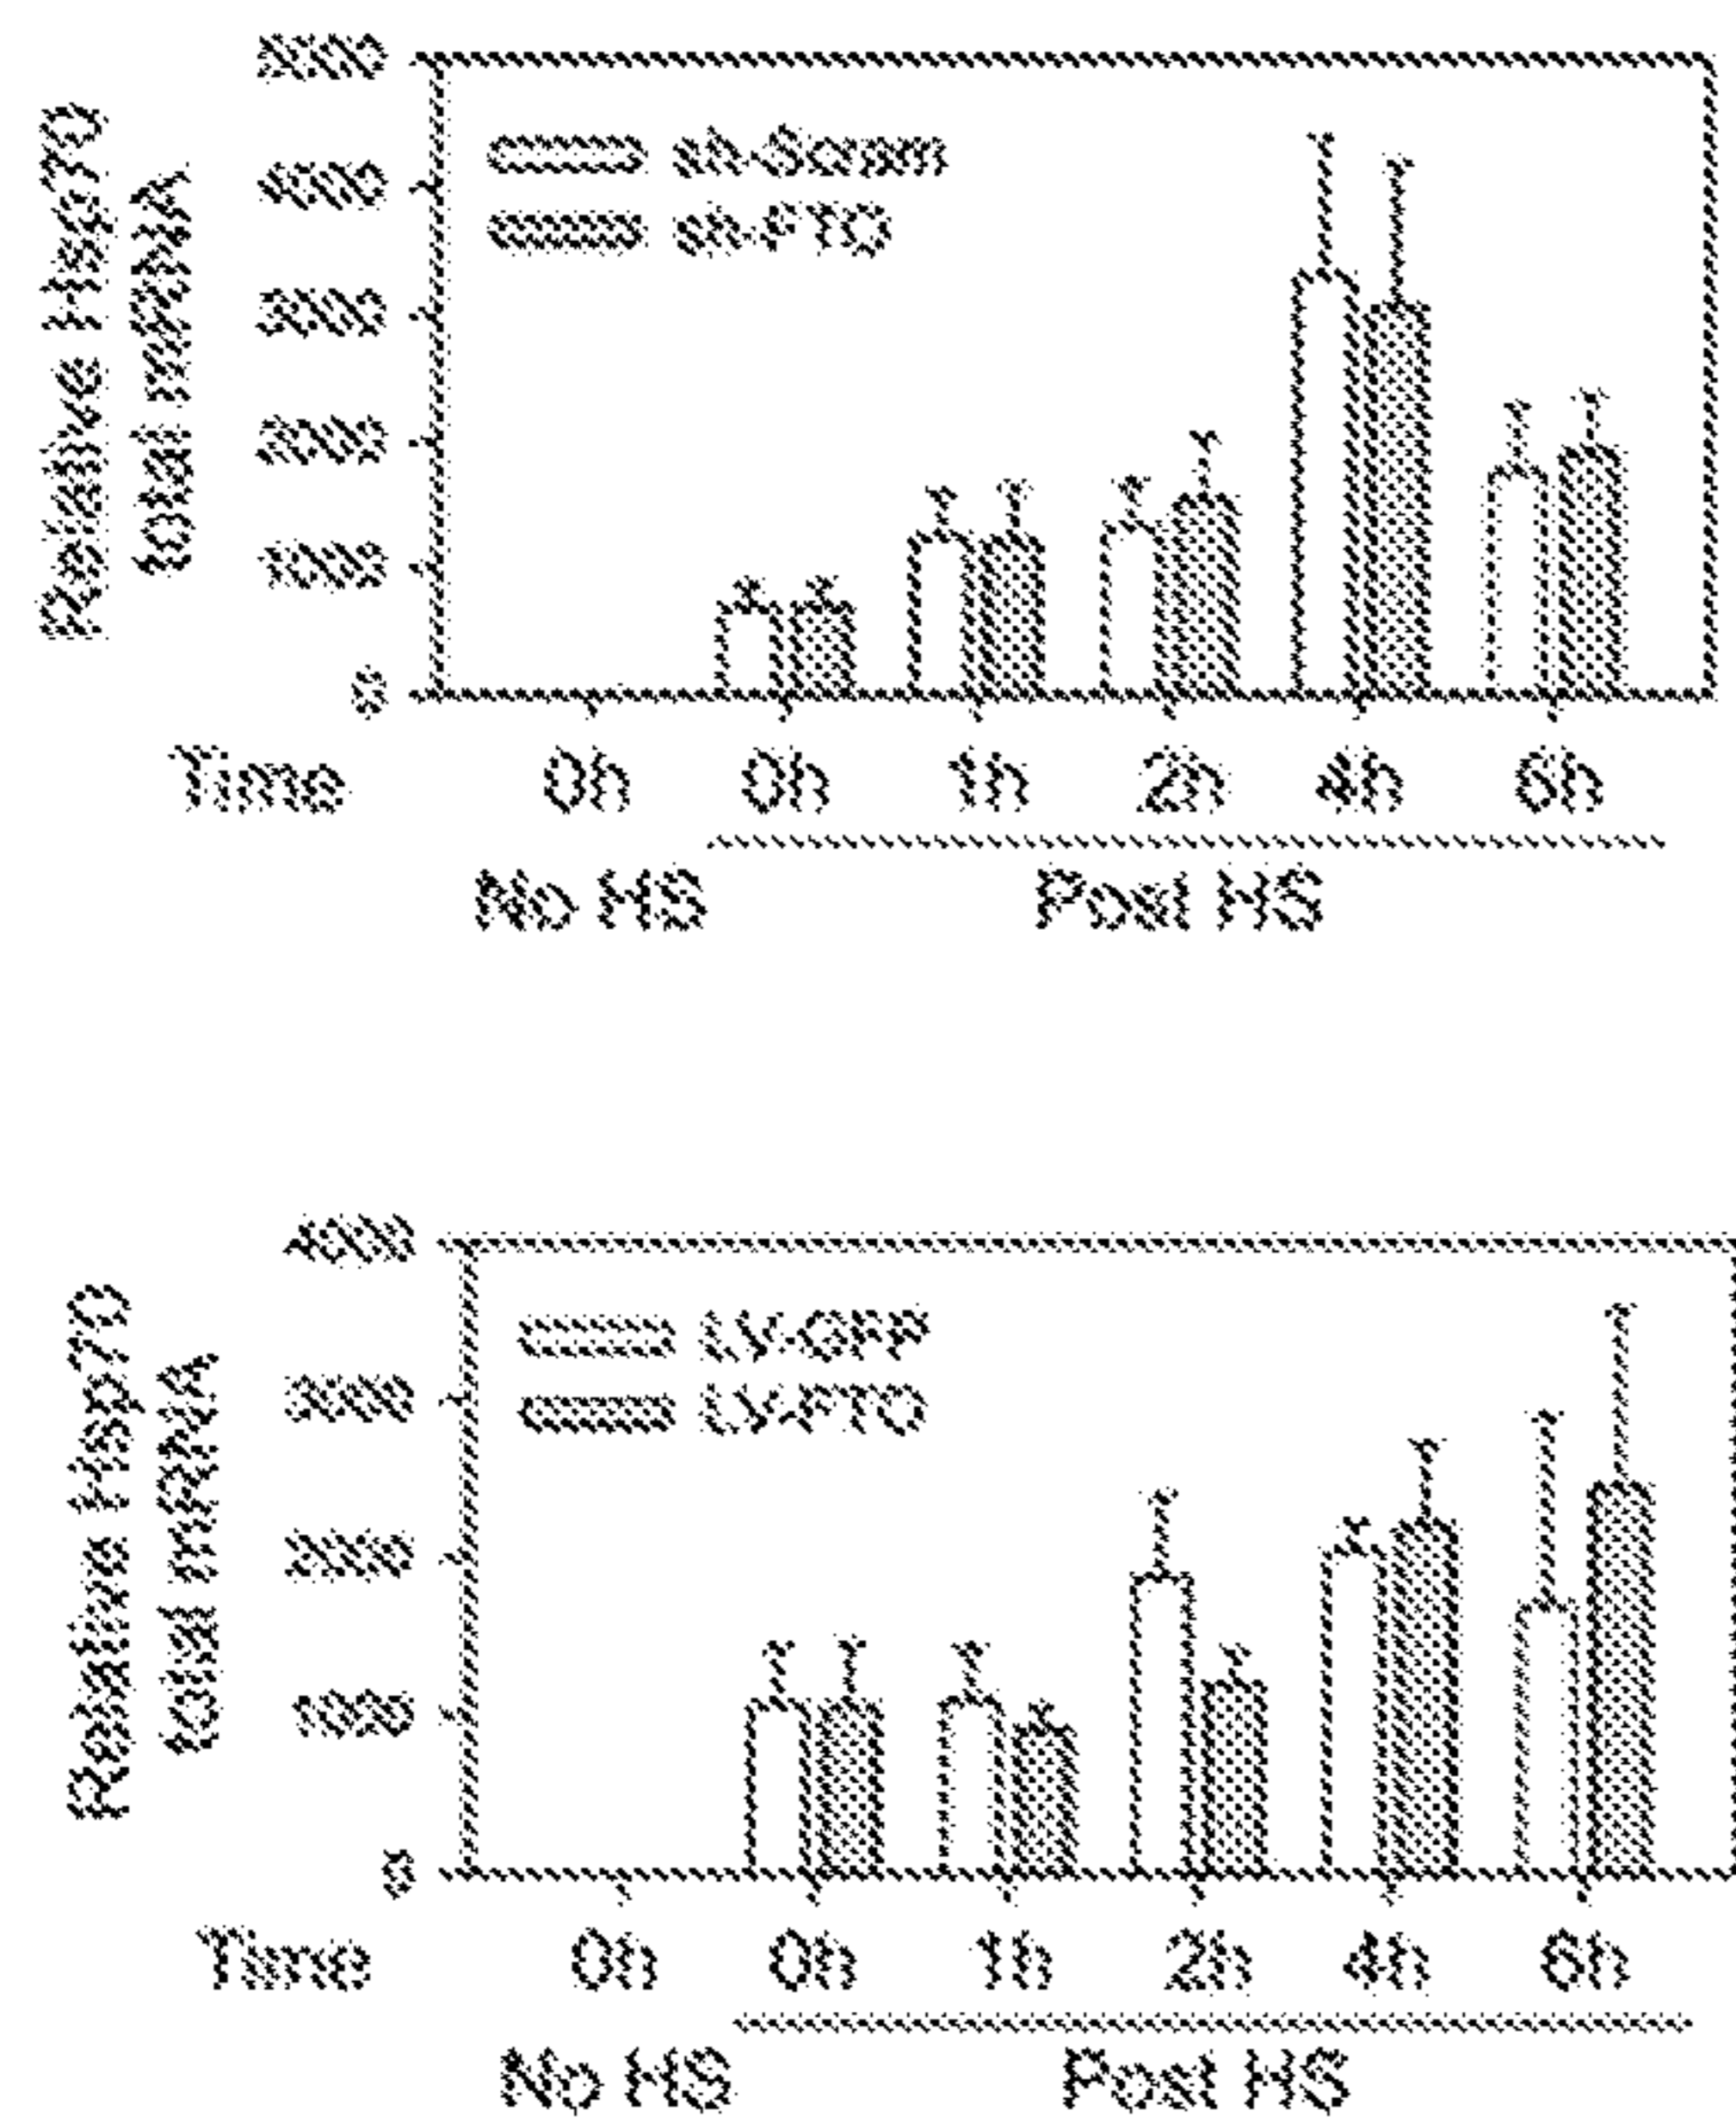 Relative Hsp70
total mRNA
5000
4000
3000
2000
1000
0
sh-Scram
sh-FTO
Time 0h 0h 1h 2h 4h 6h
No HS Post HS
Relative Hsp70
total mRNA
4000
3000
2000
1000
0
LV-GFP
LV-FTO
Time 0h 0h 1h 2h 4h 6h
No HS Post HS